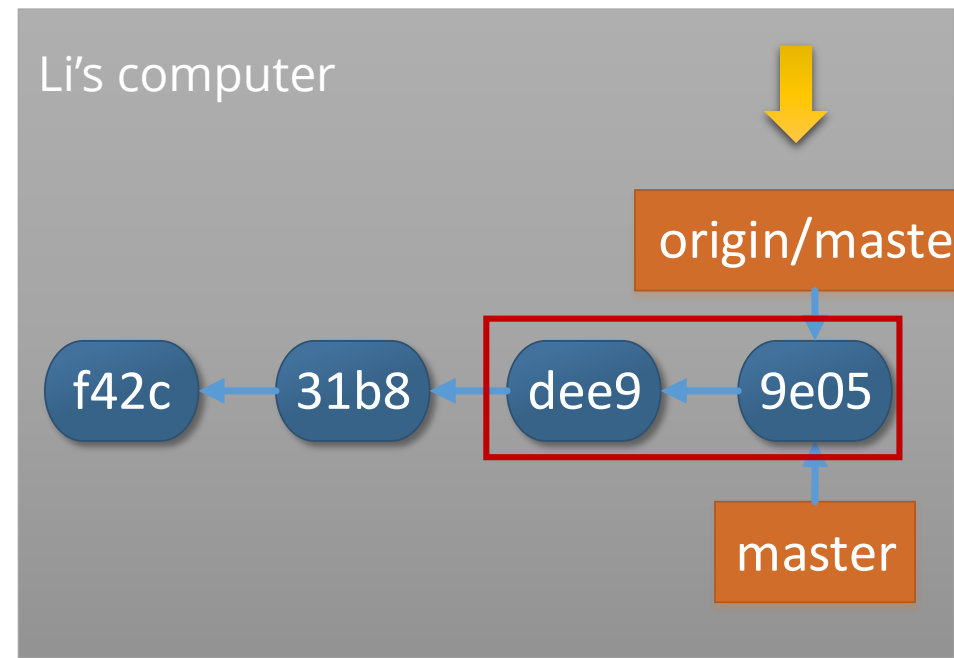 Li’s computer
origin/maste
f42c
31b8
dee9
9e05
master